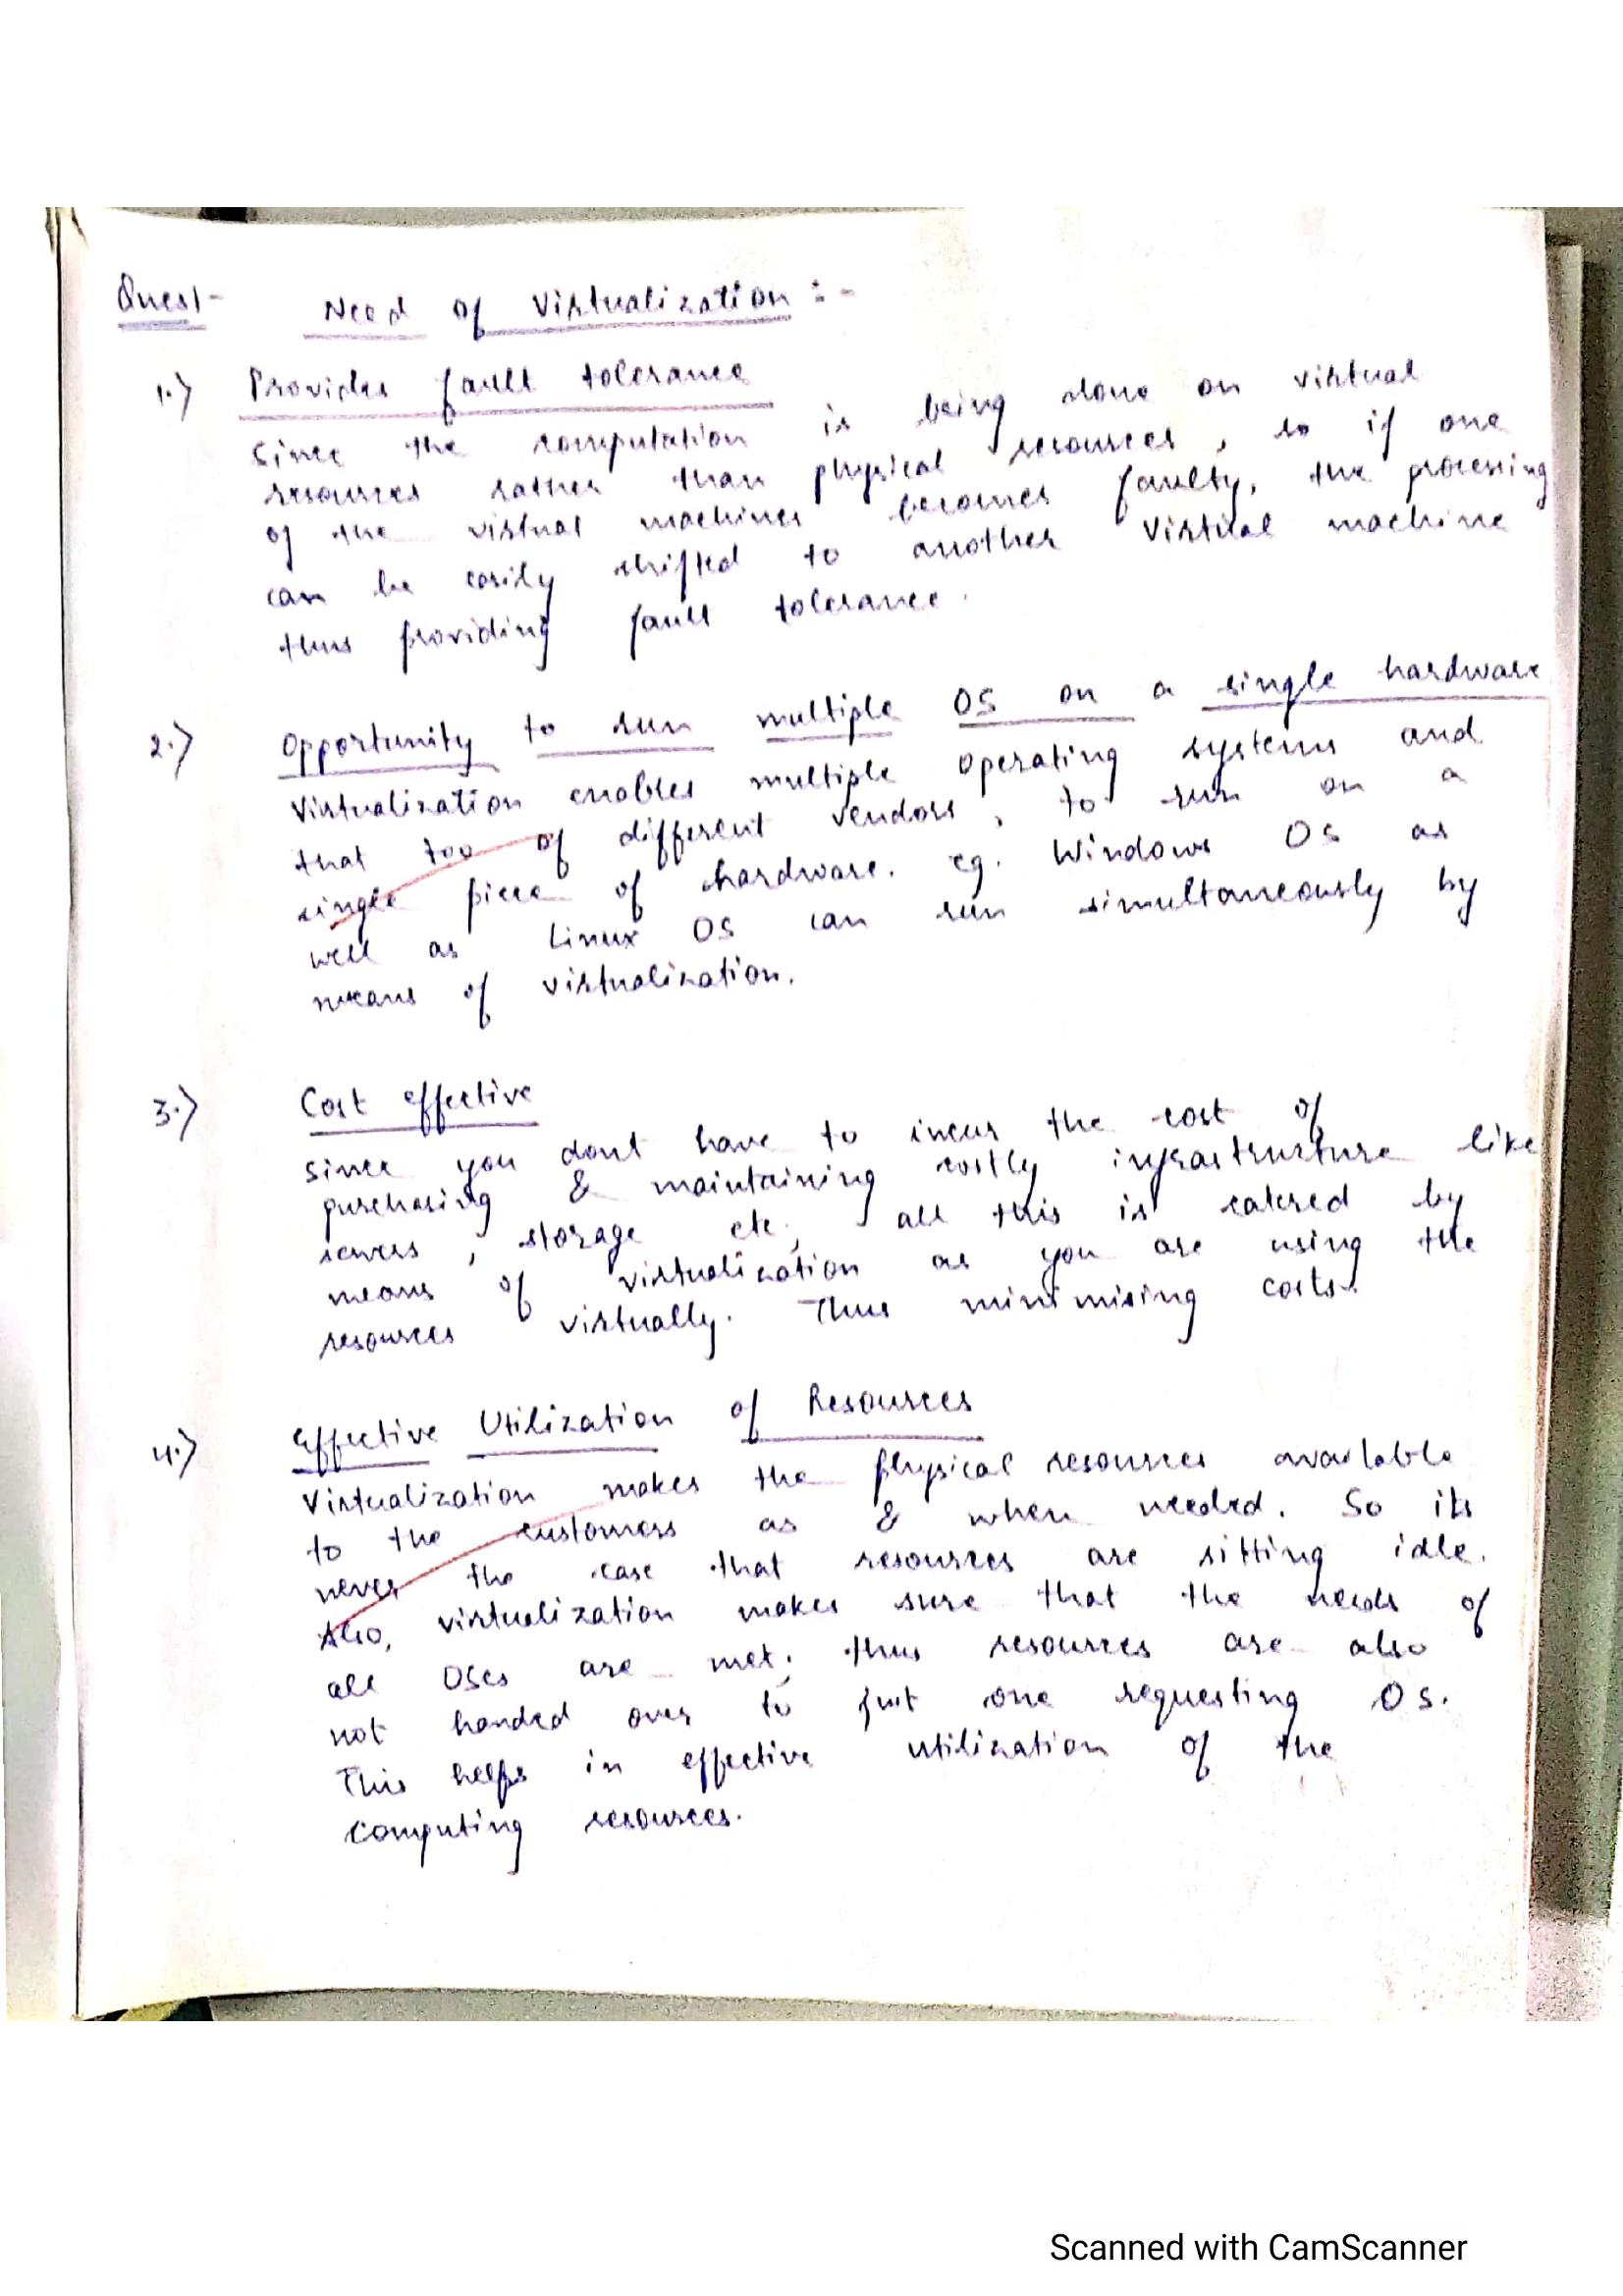 Ques1-
Need of Virtualization :-
1.) Provides fault tolerance
Since the computation is being done on virtual
resources rather than physical resources, so if one
of the virtual machines becomes faulty, the processing
can be easily shifted to another virtual machine
thus providing fault tolerance.
2.) Opportunity to run multiple OS on a single hardware
Virtualization enables multiple operating systems and
that too of different vendors, to run on a
single piece of hardware. eg. Windows OS as
well as Linux OS can run simultaneously by
means of virtualization.
3.) Cost effective
Since you dont have to incur the cost of
purchasing & maintaining costly infrastructure like
servers, storage etc; all this is catered by
means of virtualization as you are using the
resources virtually. Thus minimising costs.
4.) Effective Utilization of Resources
Virtualization makes the physical resources available
to the customers as & when needed. So its
never the case that resources are sitting idle.
Also, virtualization makes sure that the needs of
all OSes are met; thus resources are also
not handed over to just one requesting OS.
This helps in effective utilization of the
computing resources.
Scanned with CamScanner